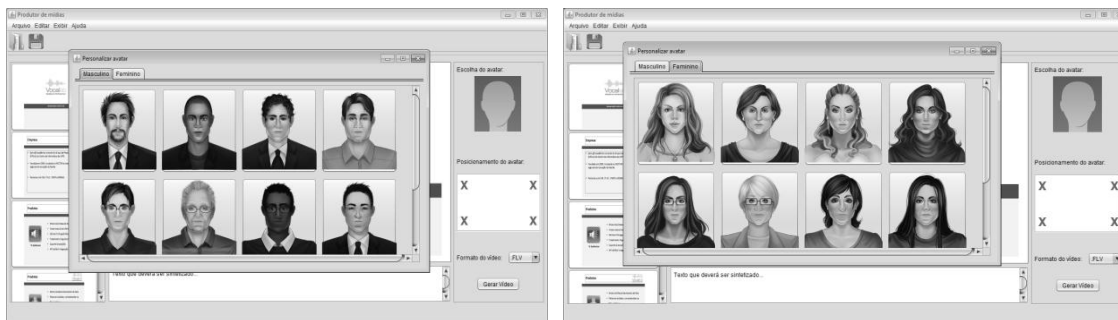 Produtor de mídias
Arquivo Editar Exibir Ajuda
Personalizar avatar
Masculino Feminino
Escolha do avatar:
Posicionamento do avatar:
X X
X X
Formato do vídeo: FLV
Gerar Vídeo
Texto que deverá ser sintetizado...
Produtor de mídias
Arquivo Editar Exibir Ajuda
Personalizar avatar
Masculino Feminino
Escolha do avatar:
Posicionamento do avatar:
X X
X X
Formato do vídeo: FLV
Gerar Vídeo
Texto que deverá ser sintetizado...